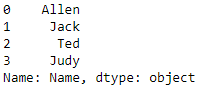 0    Allen
1     Jack
2      Ted
3     Judy
Name: Name, dtype: object